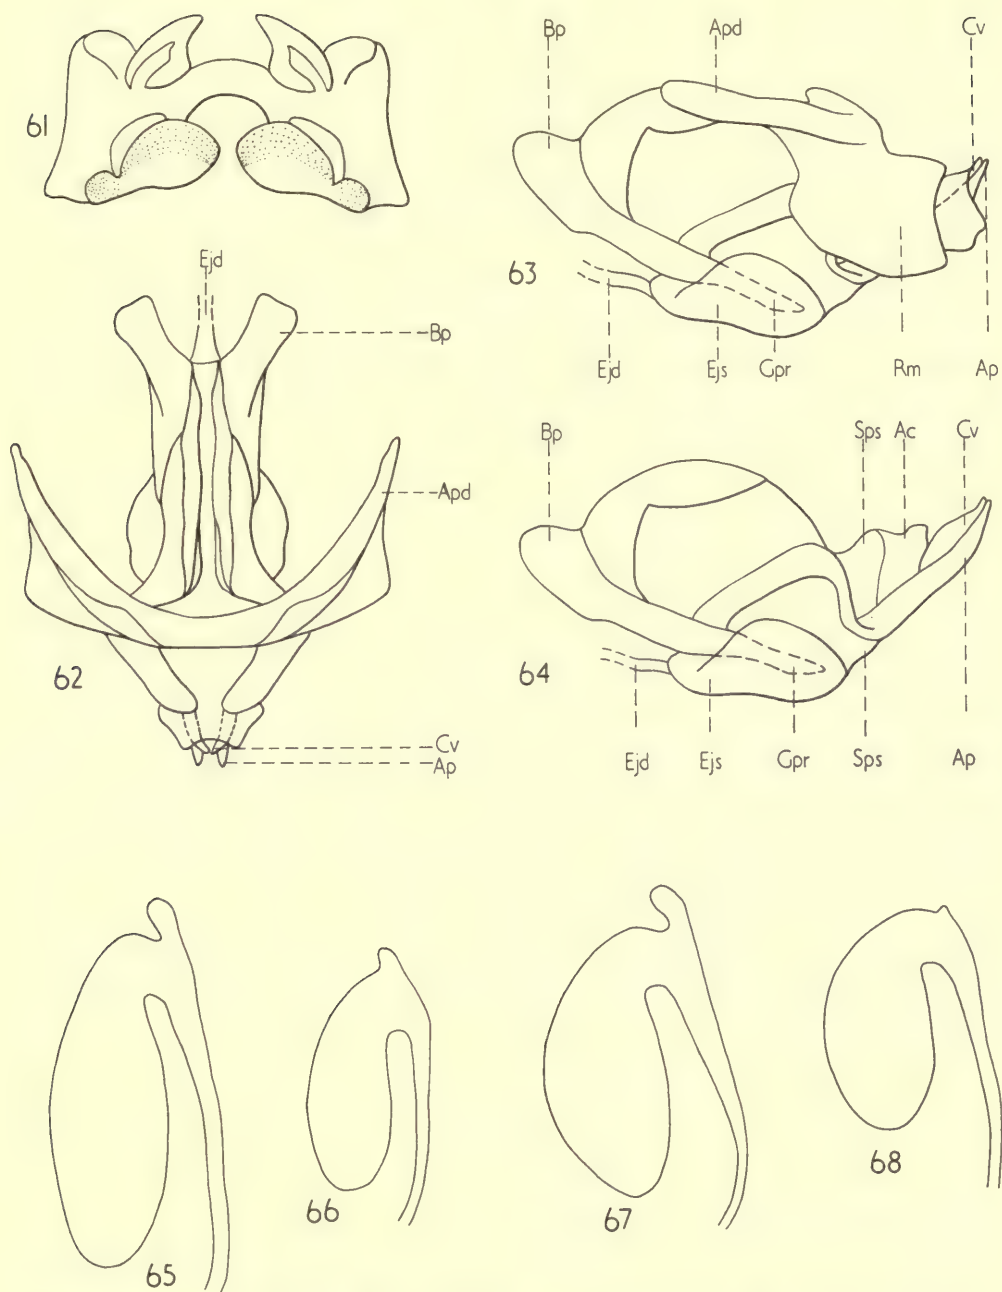 61
Ejd
Bp
Apd
62
Cv
Ap
Bp Apd Cv
63
Ejd Ejs Gpr Rm Ap
Bp Sps Ac Cv
64
Ejd Ejs Gpr Sps Ap
65
66
67
68